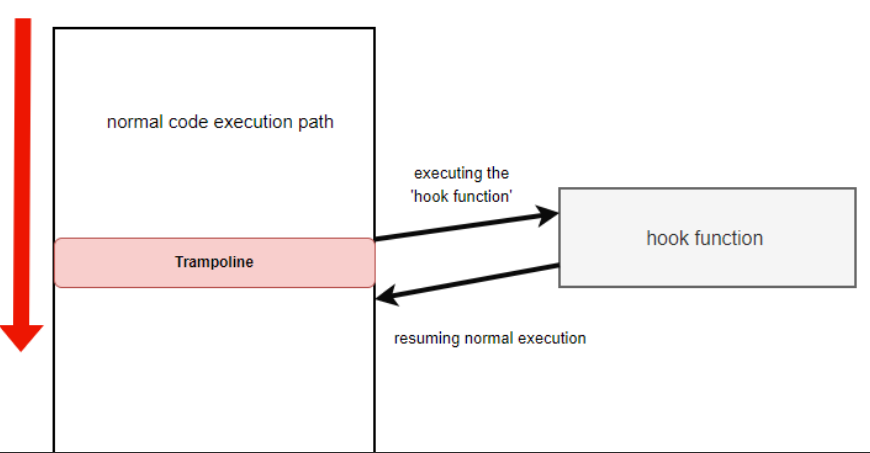 normal code execution path
executing the
'hook function'
hook function
Trampoline
resuming normal execution